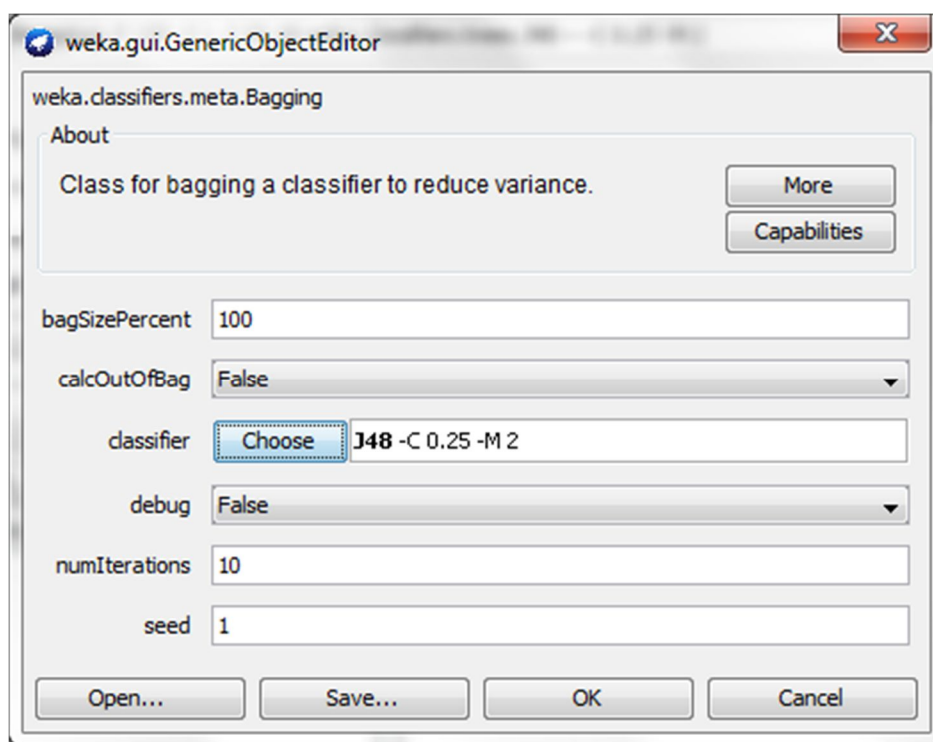 weka.gui.GenericObjectEditor
weka.classifiers.meta.Bagging
About
Class for bagging a classifier to reduce variance.
More
Capabilities
bagSizePercent 100
calcOutOfBag False
classifier Choose J48 -C 0.25 -M 2
debug False
numIterations 10
seed 1
Open... Save... OK Cancel